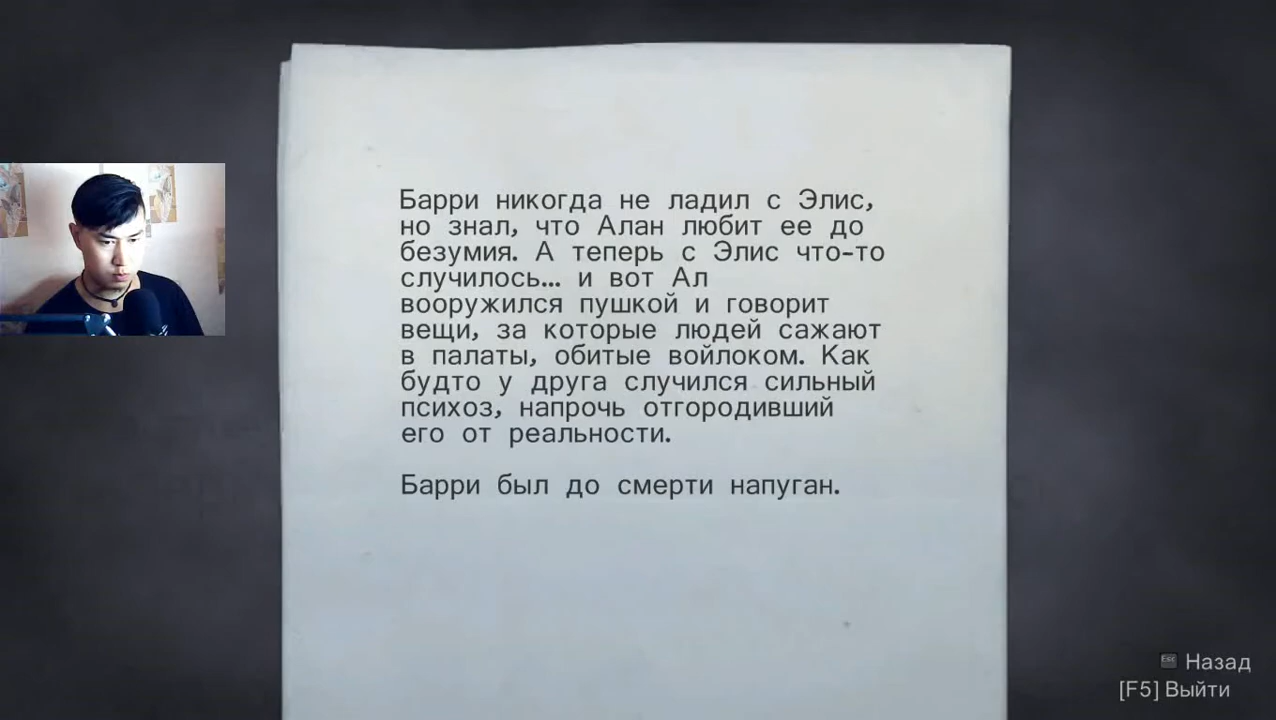 Барри никогда не ладил с Элис,
но знал, что Алан любит ее до
безумия. А теперь с Элис что-то
случилось… и вот Ал
вооружился пушкой и говорит
вещи, за которые людей сажают
в палаты, обитые войлоком. Как
будто у друга случился сильный
психоз, напрочь отгородивший
его от реальности.
Барри был до смерти напуган.
Esc Назад
[F5] Выйти